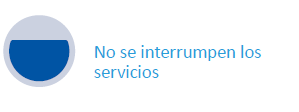 No se interrumpen los
servicios